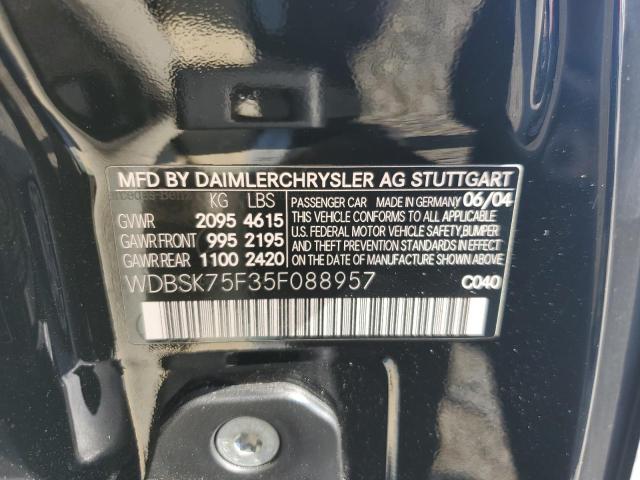 MFD BY DAIMLERCHRYSLER AG STUTTGART
Mercedes-Benz
KG LBS
GVWR 2095 4615
GAWR FRONT 995 2195
GAWR REAR 1100 2420
PASSENGER CAR MADE IN GERMANY 06/04
THIS VEHICLE CONFORMS TO ALL APPLICABLE
U.S. FEDERAL MOTOR VEHICLE SAFETY, BUMPER
AND THEFT PREVENTION STANDARDS IN EFFECT
ON THE DATE OF MANUFACTURE SHOWN ABOVE.
WDBSK75F35F088957
C040